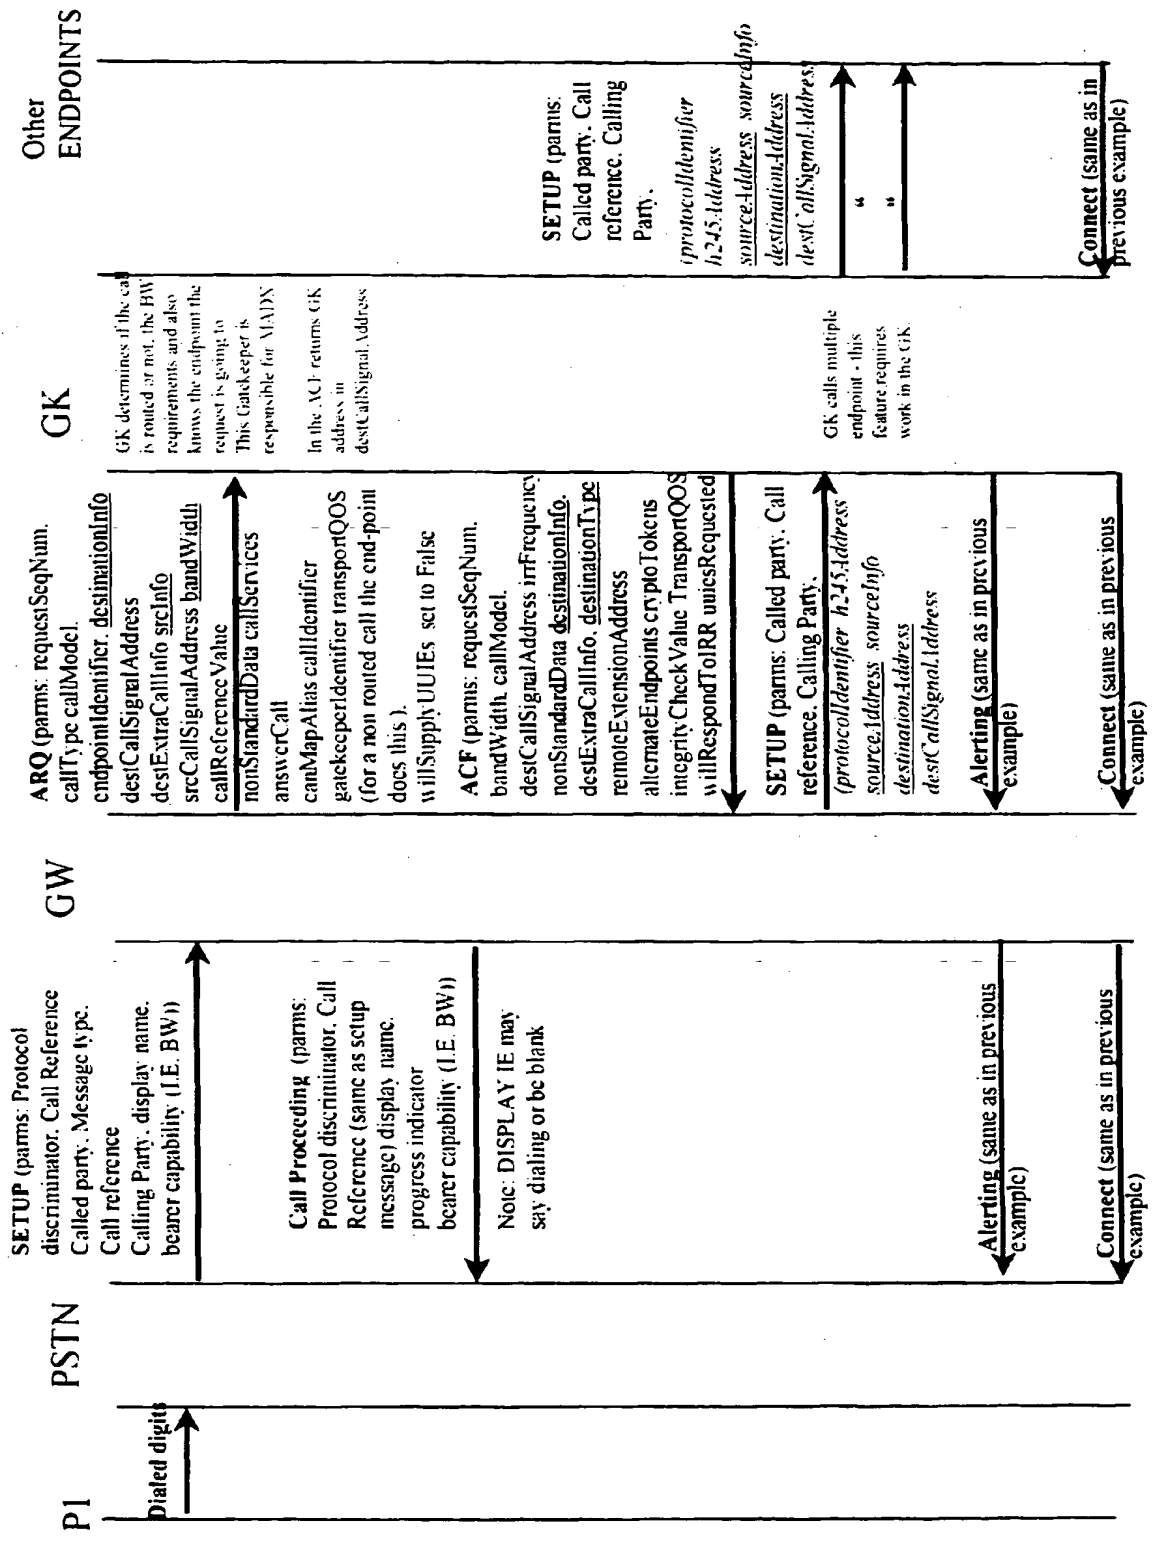 P1
PSTN
GW
GK
Other
ENDPOINTS
Dialed digits
SETUP (parms: Protocol
discriminator. Call Reference
Called party. Message type.
Call reference
Calling Party. display name.
bearer capability (I.E. BW))
Call Proceeding (parms:
Protocol discriminator. Call
Reference (same as setup
message) display name.
progress indicator
bearer capability (I.E. BW))
Note: DISPLAY IE may
say dialing or be blank
Alerting (same as in previous
example)
Connect (same as in previous
example)
ARQ (parms: requestSeqNum.
callType callModel.
endpointIdentifier. destinationInfo
destCallSignalAddress
destExtraCallInfo srcInfo
srcCallSignalAddress bandWidth
callReferenceValue
nonStandardData callServices
answerCall
canMapAlias callIdentifier
gatekeeperIdentifier transportQOS
(for a non routed call the end-point
does this ).
willSupplyUUIEs set to False
ACF (parms: requestSeqNum.
bandWidth. callModel.
destCallSignalAddress irrFrequency
nonStandardData destinationInfo.
destExtraCallInfo. destinationType
remoteExtensionAddress
alternateEndpoints cryptoTokens
integrityCheckValue TransportQOS
willRespondToIRR uuiesRequested
SETUP (parms: Called party. Call
reference. Calling Party.
(protocolIdentifier h245Address
sourceAddress sourceInfo
destinationAddress
destCallSignalAddress
Alerting (same as in previous
example)
Connect (same as in previous
example)
GK determines if the call
is routed or not. the BW
requirements and also
knows the endpoint the
request is going to
This Gatekeeper is
responsible for MADN
In the ACF returns GK
address in
destCallSignalAddress
GK calls multiple
endpoint - this
feature requires
work in the GK.
SETUP (parms:
Called party. Call
reference. Calling
Party.
(protocolIdentifier
h245Address
sourceAddress sourceInfo
destinationAddress
destCallSignalAddress
“
“
Connect (same as in
previous example)